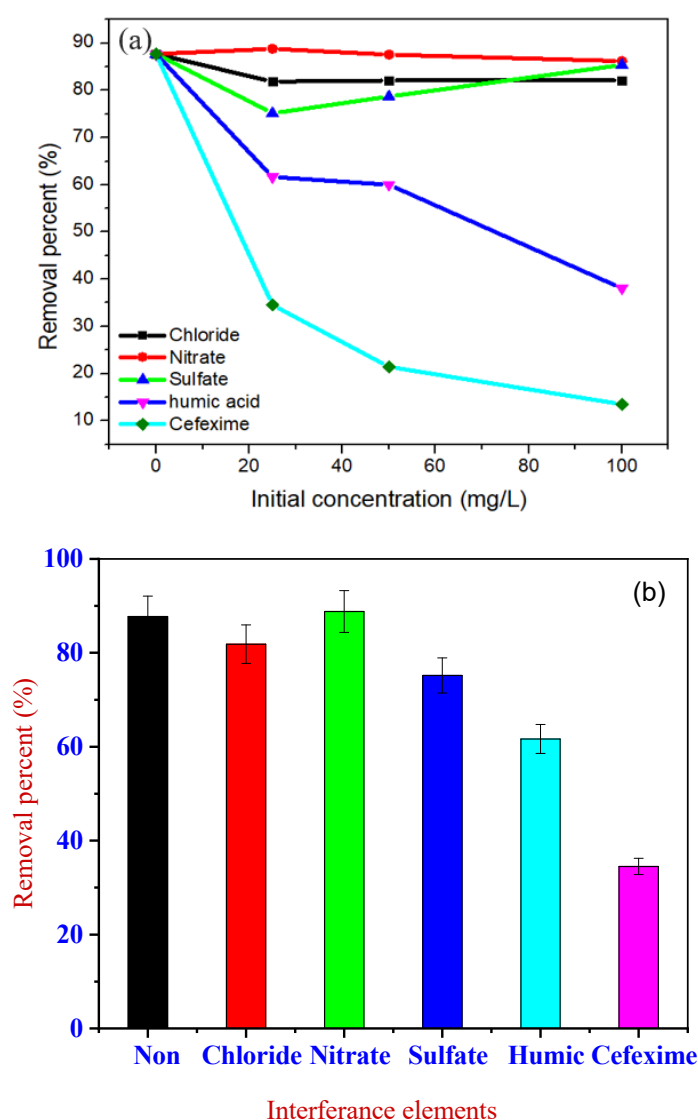 (a)
90
80
70
60
50
40
30
20
10
Removal percent (%)
Chloride
Nitrate
Sulfate
humic acid
Cefexime
0 20 40 60 80 100
Initial concentration (mg/L)
(b)
100
80
60
40
20
0
Removal percent (%)
Non Chloride Nitrate Sulfate Humic Cefexime
Interferance elements